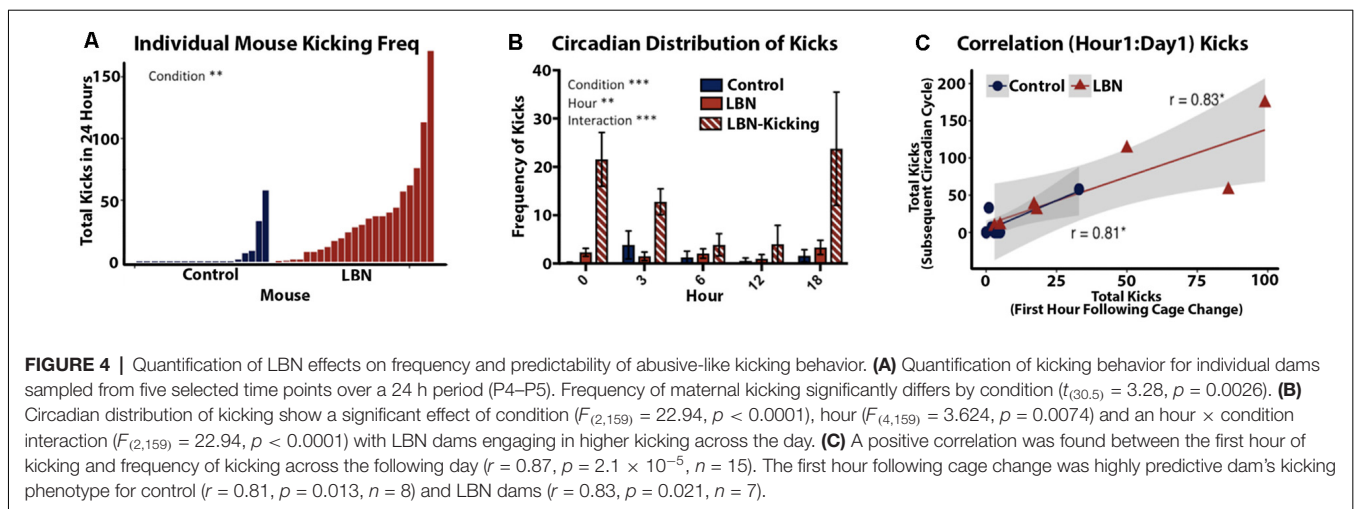 A Individual Mouse Kicking Freq
Condition **
Total Kicks in 24 Hours
150
100
50
0
Control LBN
Mouse
B Circadian Distribution of Kicks
Condition ***
Hour **
Interaction ***
Control
LBN
LBN-Kicking
Frequency of Kicks
40
30
20
10
0
0 3 6 12 18
Hour
C Correlation (Hour1:Day1) Kicks
Control LBN
r = 0.83*
r = 0.81*
Total Kicks
(Subsequent Circadian Cycle)
200
150
100
50
0
0 25 50 75 100
Total Kicks
(First Hour Following Cage Change)
FIGURE 4 | Quantification of LBN effects on frequency and predictability of abusive-like kicking behavior. (A) Quantification of kicking behavior for individual dams
sampled from five selected time points over a 24 h period (P4–P5). Frequency of maternal kicking significantly differs by condition (t(30.5) = 3.28, p = 0.0026). (B)
Circadian distribution of kicking show a significant effect of condition (F(2,159) = 22.94, p < 0.0001), hour (F(4,159) = 3.624, p = 0.0074) and an hour × condition
interaction (F(2,159) = 22.94, p < 0.0001) with LBN dams engaging in higher kicking across the day. (C) A positive correlation was found between the first hour of
kicking and frequency of kicking across the following day (r = 0.87, p = 2.1 × 10−5, n = 15). The first hour following cage change was highly predictive dam's kicking
phenotype for control (r = 0.81, p = 0.013, n = 8) and LBN dams (r = 0.83, p = 0.021, n = 7).